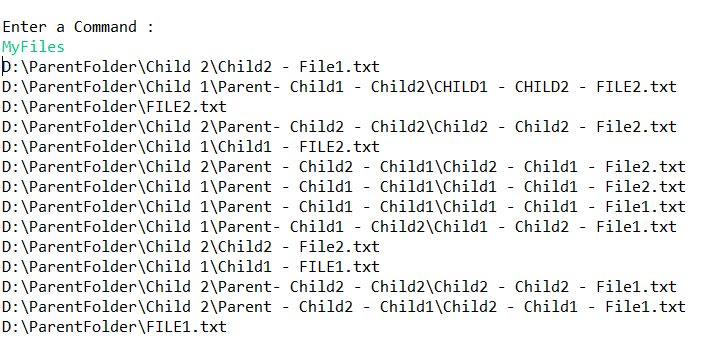 Enter a Command :
MyFiles
D:\ParentFolder\Child 2\Child2 - File1.txt
D:\ParentFolder\Child 1\Parent- Child1 - Child2\CHILD1 - CHILD2 - FILE2.txt
D:\ParentFolder\FILE2.txt
D:\ParentFolder\Child 2\Parent- Child2 - Child2\Child2 - Child2 - File2.txt
D:\ParentFolder\Child 1\Child1 - FILE2.txt
D:\ParentFolder\Child 2\Parent - Child2 - Child1\Child2 - Child1 - File2.txt
D:\ParentFolder\Child 1\Parent - Child1 - Child1\Child1 - Child1 - File2.txt
D:\ParentFolder\Child 1\Parent - Child1 - Child1\Child1 - Child1 - File1.txt
D:\ParentFolder\Child 1\Parent- Child1 - Child2\Child1 - Child2 - File1.txt
D:\ParentFolder\Child 2\Child2 - File2.txt
D:\ParentFolder\Child 1\Child1 - FILE1.txt
D:\ParentFolder\Child 2\Parent- Child2 - Child2\Child2 - Child2 - File1.txt
D:\ParentFolder\Child 2\Parent - Child2 - Child1\Child2 - Child1 - File1.txt
D:\ParentFolder\FILE1.txt